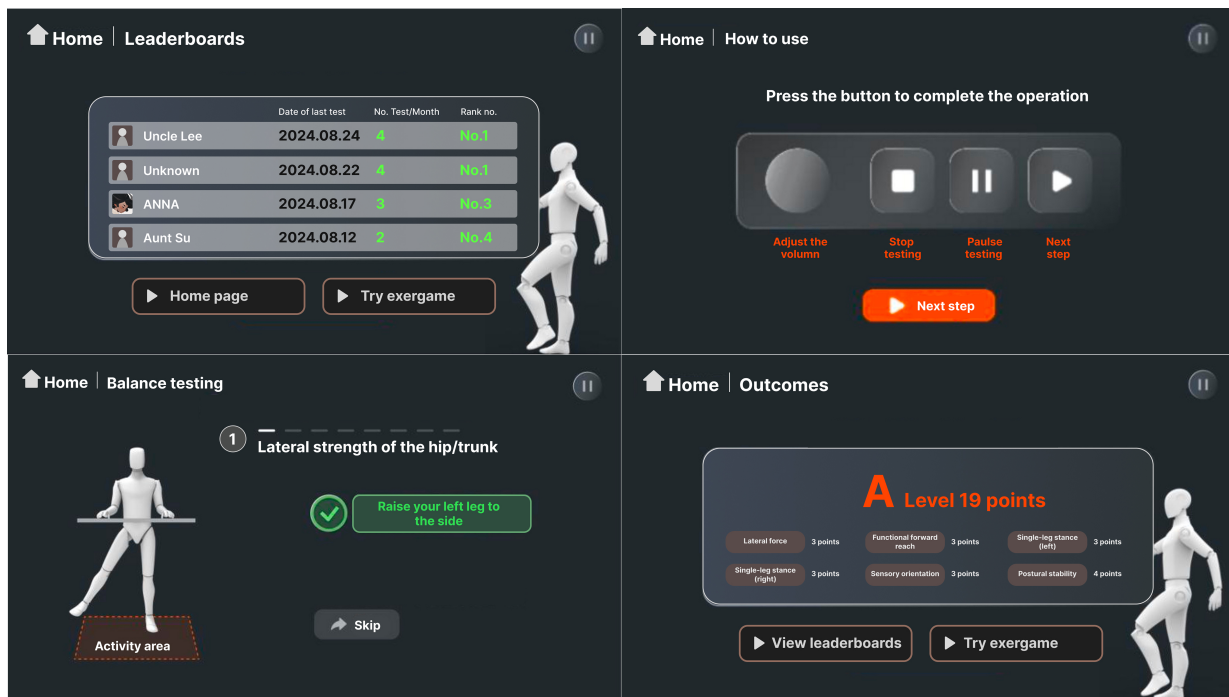 Home | Leaderboards
Date of last test No. Test/Month Rank no.
Uncle Lee 2024.08.24 4 No.1
Unknown 2024.08.22 4 No.1
ANNA 2024.08.17 3 No.3
Aunt Su 2024.08.12 2 No.4
Home page
Try exergame
Home | How to use
Press the button to complete the operation
Adjust the
volumn
Stop
testing
Paulse
testing
Next
step
Next step
Home | Balance testing
1
Lateral strength of the hip/trunk
Raise your left leg to
the side
Skip
Activity area
Home | Outcomes
A Level 19 points
Lateral force 3 points
Functional forward
reach 3 points
Single-leg stance
(left) 3 points
Single-leg stance
(right) 3 points
Sensory orientation 3 points
Postural stability 4 points
View leaderboards
Try exergame